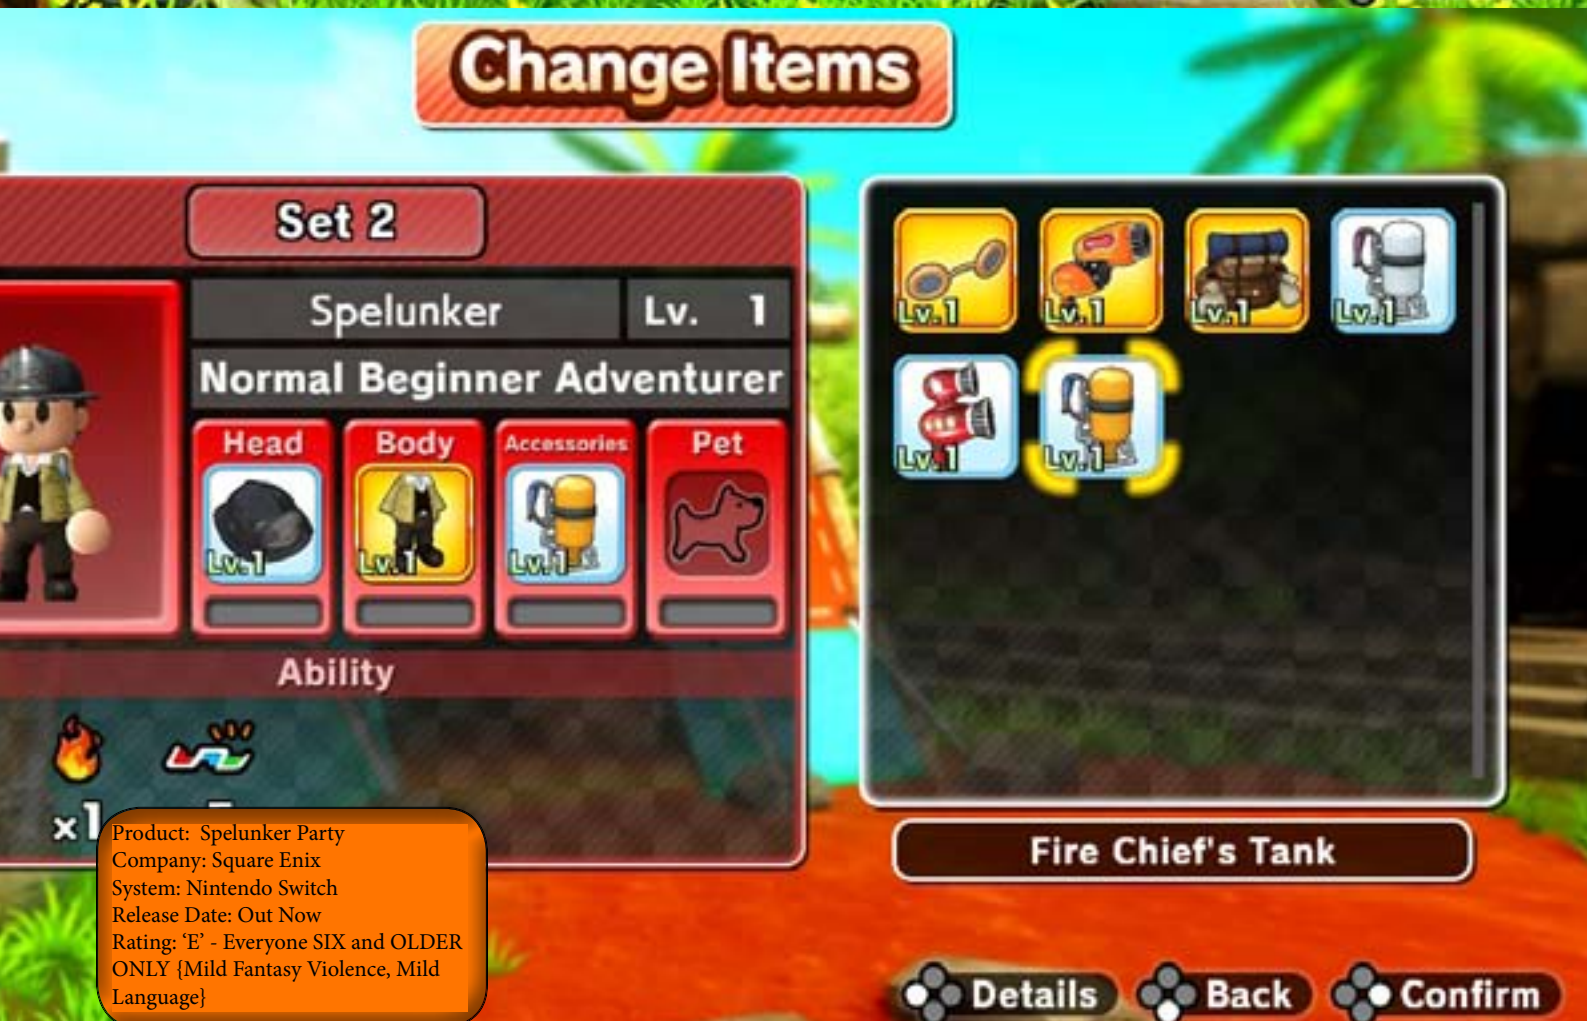 Change Items
Set 2
Spelunker
Lv. 1
Normal Beginner Adventurer
Head
Body
Accessories
Pet
Lv.1
Lv.1
Lv.1
Ability
x1
Lv.1
Lv.1
Lv.1
Lv.1
Lv.1
Lv.1
Fire Chief's Tank
Details
Back
Confirm
Product:  Spelunker Party
Company: Square Enix
System: Nintendo Switch
Release Date: Out Now
Rating: ‘E’ - Everyone SIX and OLDER
ONLY {Mild Fantasy Violence, Mild
Language}